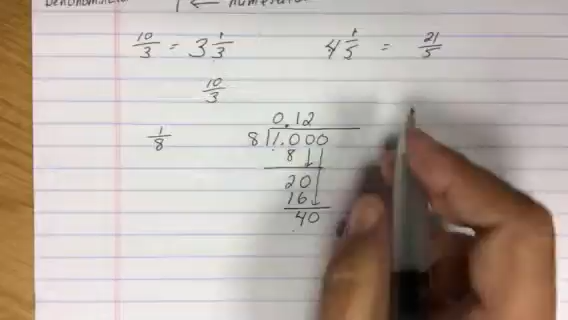 Denominator ←
10/3 = 3 1/3 4 1/5 = 21/5
10/3
0.12
1/8 8 1.000
8
20
16
40